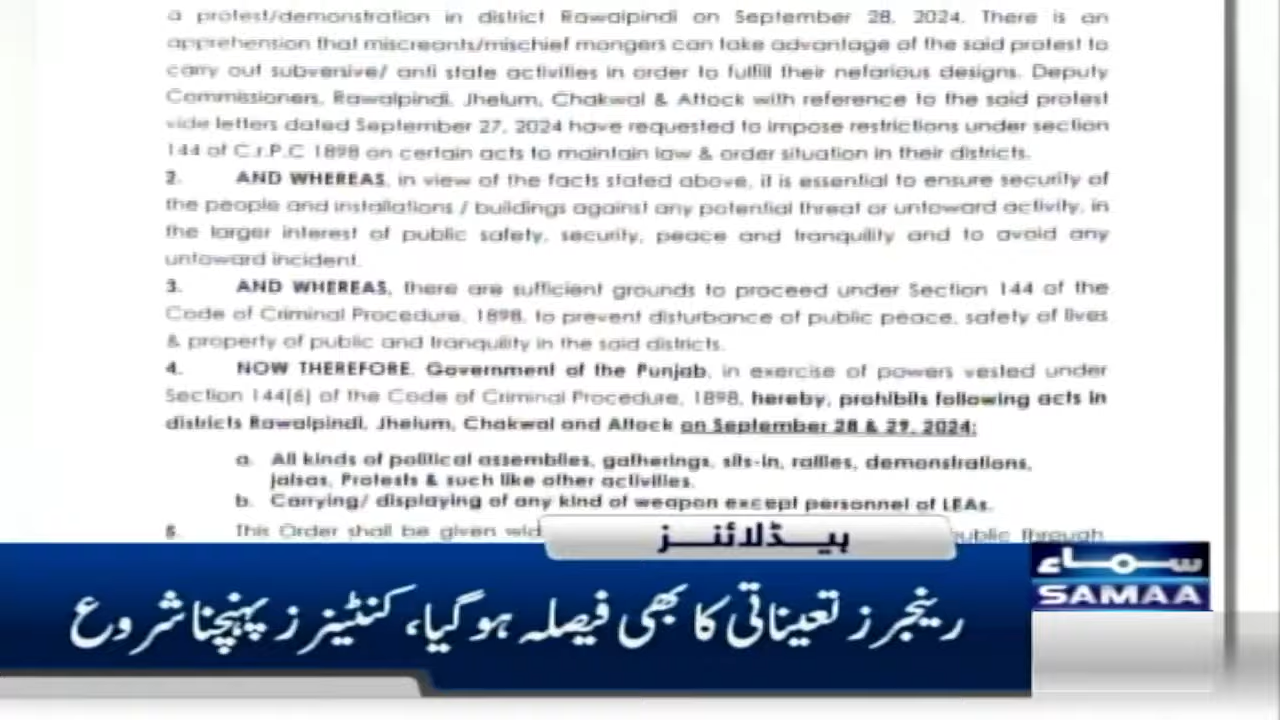 a protest/demonstration in district Rawalpindi on September 28, 2024. There is an
apprehension that miscreants/mischief mongers can take advantage of the said protest to
carry out subversive/ anti state activities in order to fulfill their nefarious designs. Deputy
Commissioners, Rawalpindi, Jhelum, Chakwal & Attock with reference to the said protest
vide letters dated September 27, 2024 have requested to impose restrictions under section
144 of C.r.P.C 1898 on certain acts to maintain law & order situation in their districts.
2. AND WHEREAS, in view of the facts stated above, it is essential to ensure security of
the people and installations / buildings against any potential threat or untoward activity, in
the larger interest of public safety, security, peace and tranquility and to avoid any
untoward incident.
3. AND WHEREAS, there are sufficient grounds to proceed under Section 144 of the
Code of Criminal Procedure, 1898, to prevent disturbance of public peace, safety of lives
& property of public and tranquility in the said districts.
4. NOW THEREFORE, Government of the Punjab, in exercise of powers vested under
Section 144(6) of the Code of Criminal Procedure, 1898, hereby, prohibits following acts in
districts Rawalpindi, Jhelum, Chakwal and Attock on September 28 & 29, 2024:
a. All kinds of political assemblies, gatherings, sits-in, rallies, demonstrations,
jalsas, Protests & such like other activities.
b. Carrying/ displaying of any kind of weapon except personnel of LEAs.
5. This Order shall be given public through
ہیڈلائنز
رینجرز تعیناتی کا بھی فیصلہ ہوگیا، کنٹینرز پہنچنا شروع
سماء
SAMAA